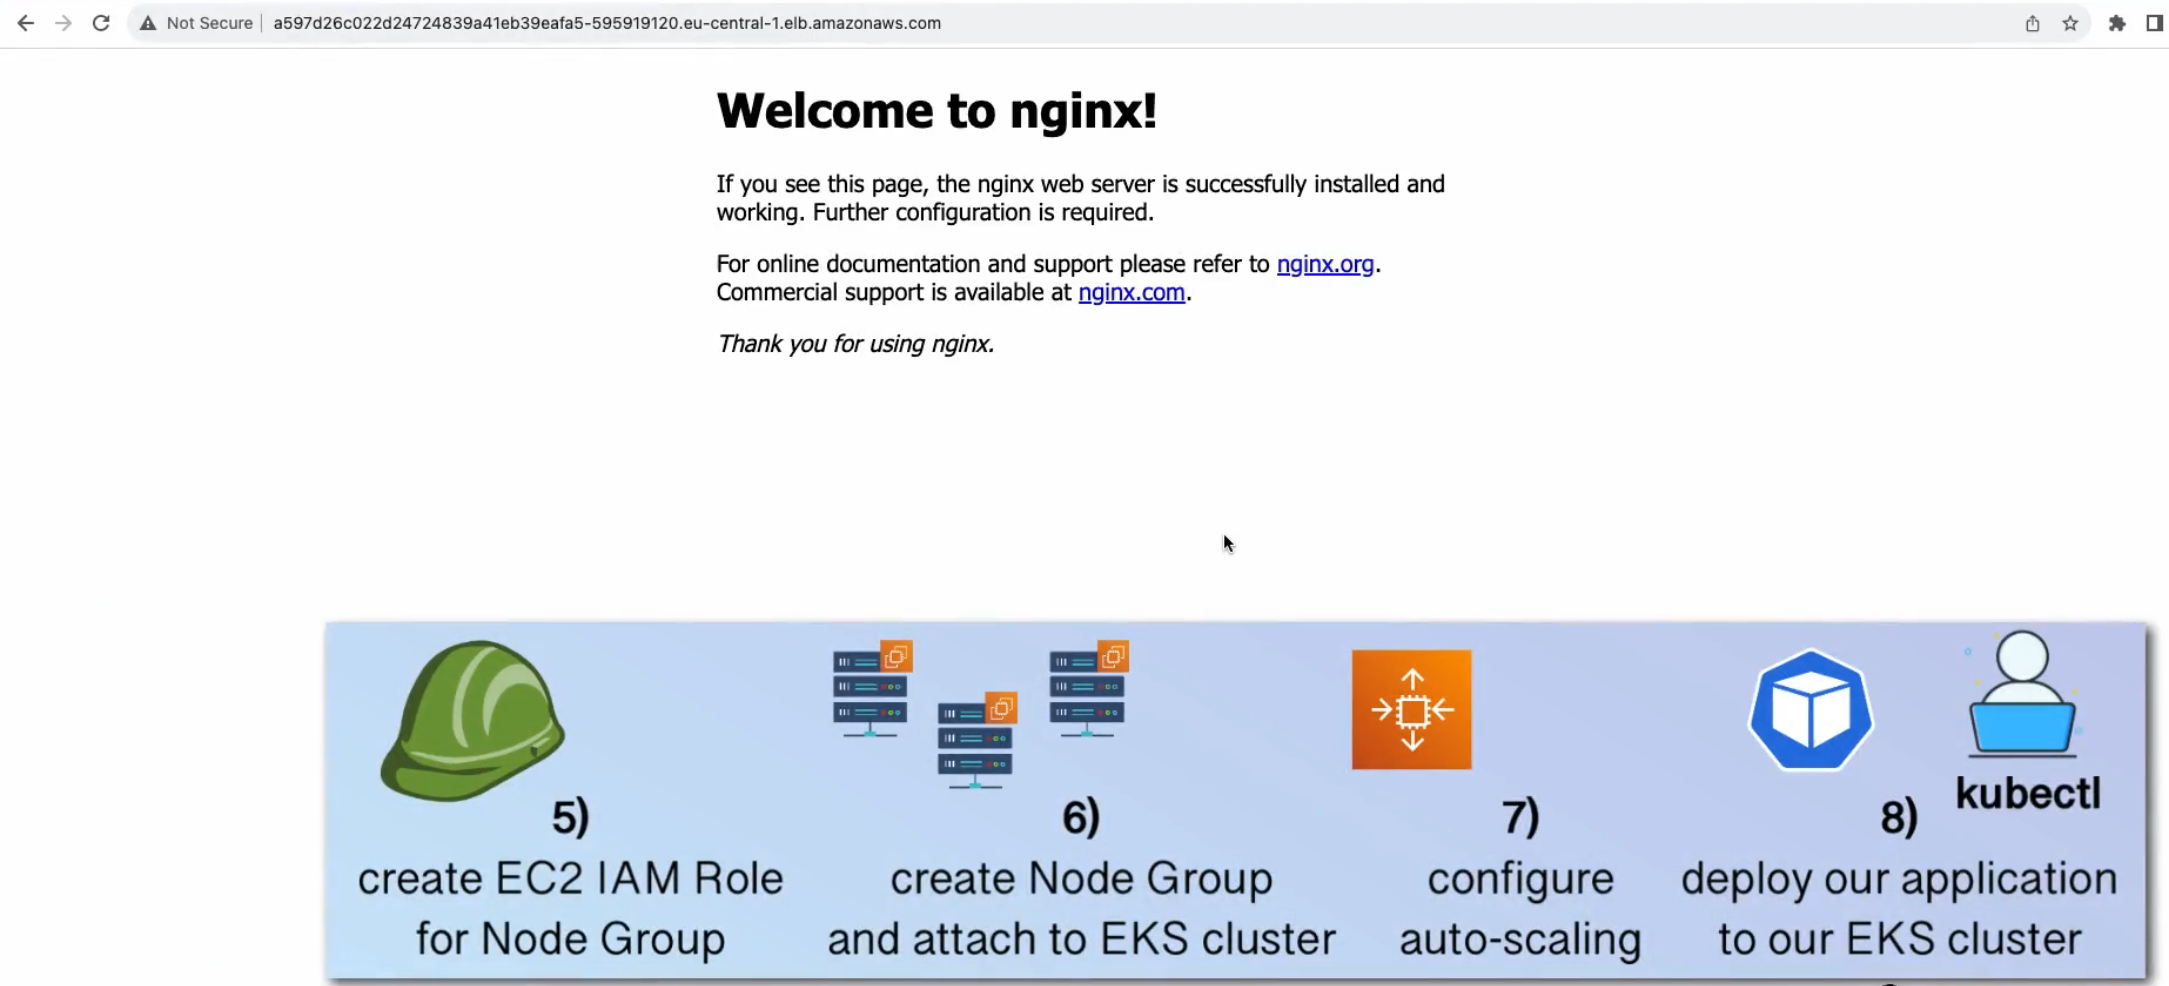 Not Secure a597d26c022d24724839a41eb39eafa5-595919120.eu-central-1.elb.amazonaws.com
Welcome to nginx!
If you see this page, the nginx web server is successfully installed and
working. Further configuration is required.
For online documentation and support please refer to nginx.org.
Commercial support is available at nginx.com.
Thank you for using nginx.
5)
create EC2 IAM Role
for Node Group
6)
create Node Group
and attach to EKS cluster
7)
configure
auto-scaling
kubectl
8)
deploy our application
to our EKS cluster